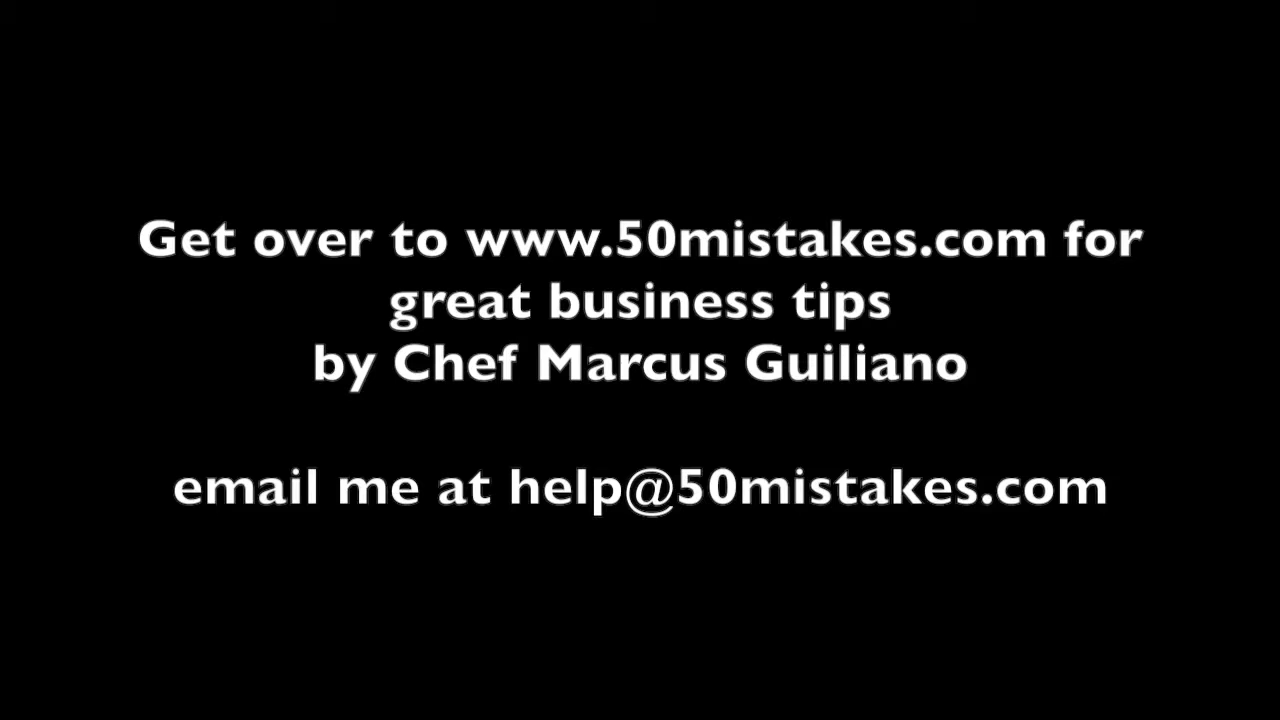 Get over to www.50mistakes.com for
great business tips
by Chef Marcus Guiliano
email me at help@50mistakes.com